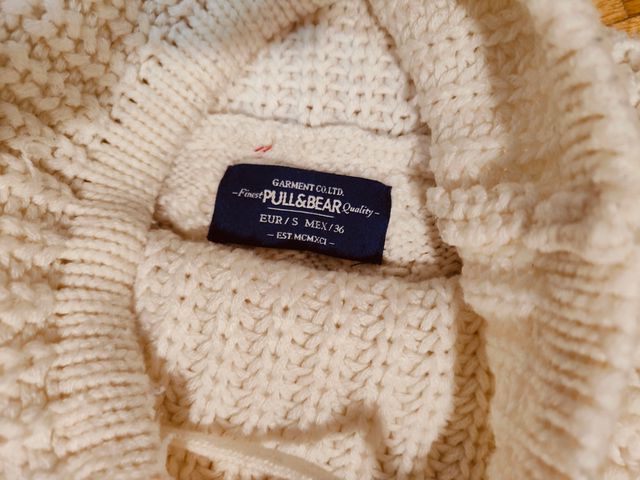 GARMENT CO.LTD.
-Finest PULL&BEAR Quality-
EUR/S MEX/36
- EST. MCMXCI -